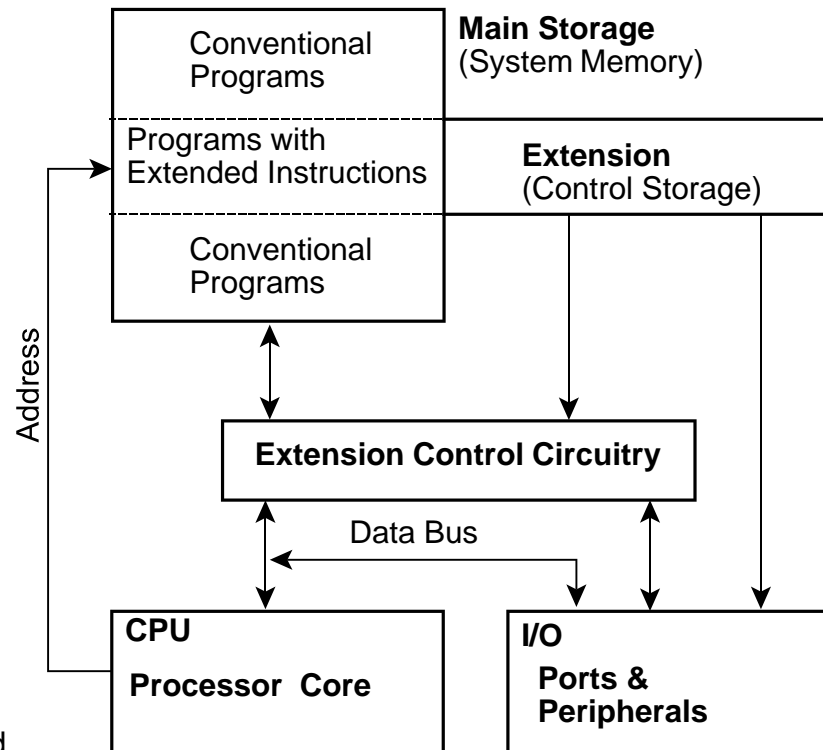 Conventional
Programs
Main Storage
(System Memory)
Programs with
Extended Instructions
Extension
(Control Storage)
Conventional
Programs
Address
Extension Control Circuitry
Data Bus
CPU
Processor Core
I/O
Ports &
Peripherals